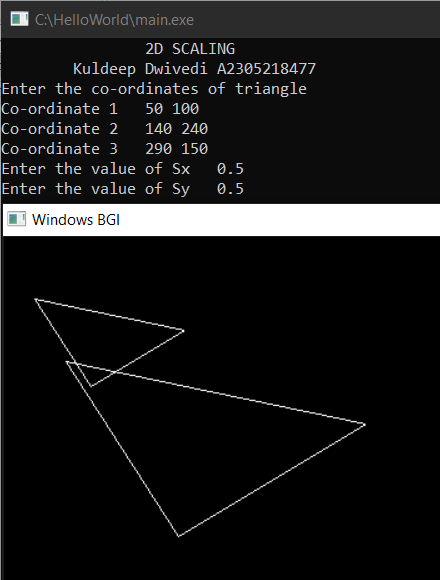 C:\HelloWorld\main.exe
2D SCALING
Kuldeep Dwivedi A2305218477
Enter the co-ordinates of triangle
Co-ordinate 1   50 100
Co-ordinate 2   140 240
Co-ordinate 3   290 150
Enter the value of Sx   0.5
Enter the value of Sy   0.5
Windows BGI